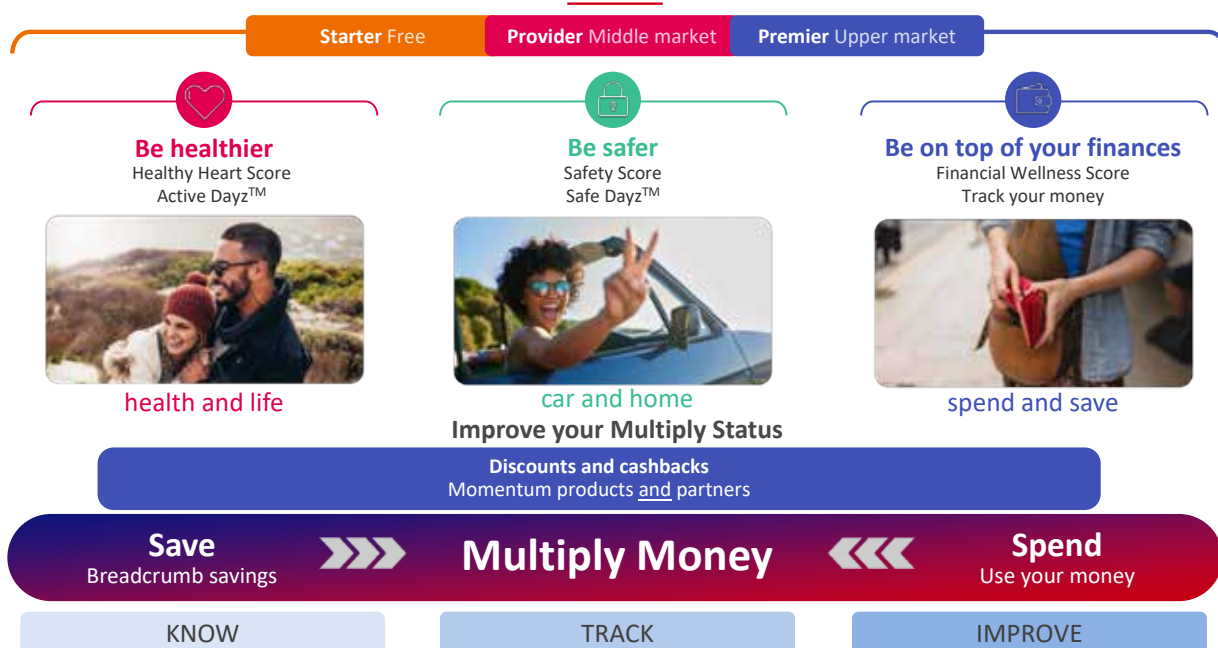 Starter Free
Provider Middle market
Premier Upper market
Be healthier
Healthy Heart Score
Active Dayz™
health and life
Be safer
Safety Score
Safe Dayz™
car and home
Be on top of your finances
Financial Wellness Score
Track your money
spend and save
Improve your Multiply Status
Discounts and cashbacks
Momentum products and partners
Save
Breadcrumb savings
Multiply Money
Spend
Use your money
KNOW
TRACK
IMPROVE